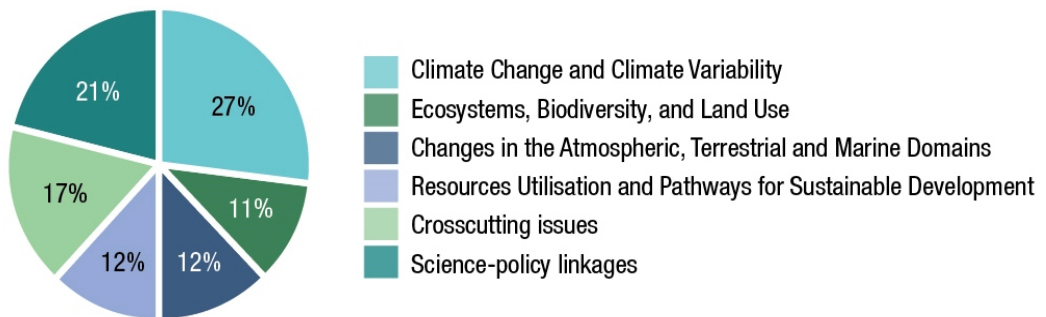 21%
27%
17%
11%
12%
12%
Climate Change and Climate Variability
Ecosystems, Biodiversity, and Land Use
Changes in the Atmospheric, Terrestrial and Marine Domains
Resources Utilisation and Pathways for Sustainable Development
Crosscutting issues
Science-policy linkages